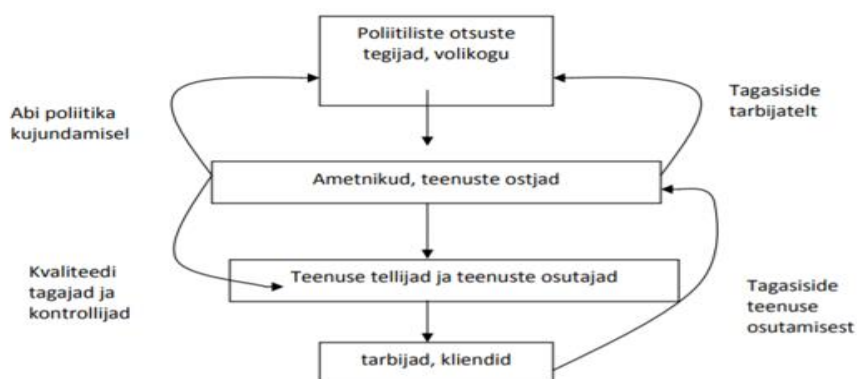 Poliitiliste otsuste
tegijad, volikogu
Abi poliitika
kujundamisel
Tagasiside
tarbijatelt
Ametnikud, teenuste ostjad
Kvaliteedi
tagajad ja
kontrollijad
Teenuse tellijad ja teenuste osutajad
Tagasiside
teenuse
osutamisest
tarbijad, kliendid